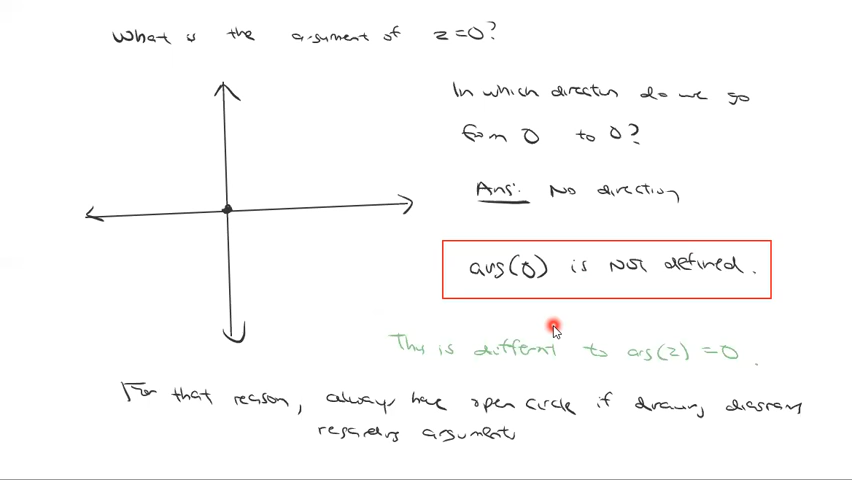 What is the argument of z=0?
In which direction do we go
from 0 to 0?
Ans: No direction
arg(0) is NOT defined.
This is different to arg(z) = 0.
For that reason, always have open circle if drawing diagrams
regarding arguments